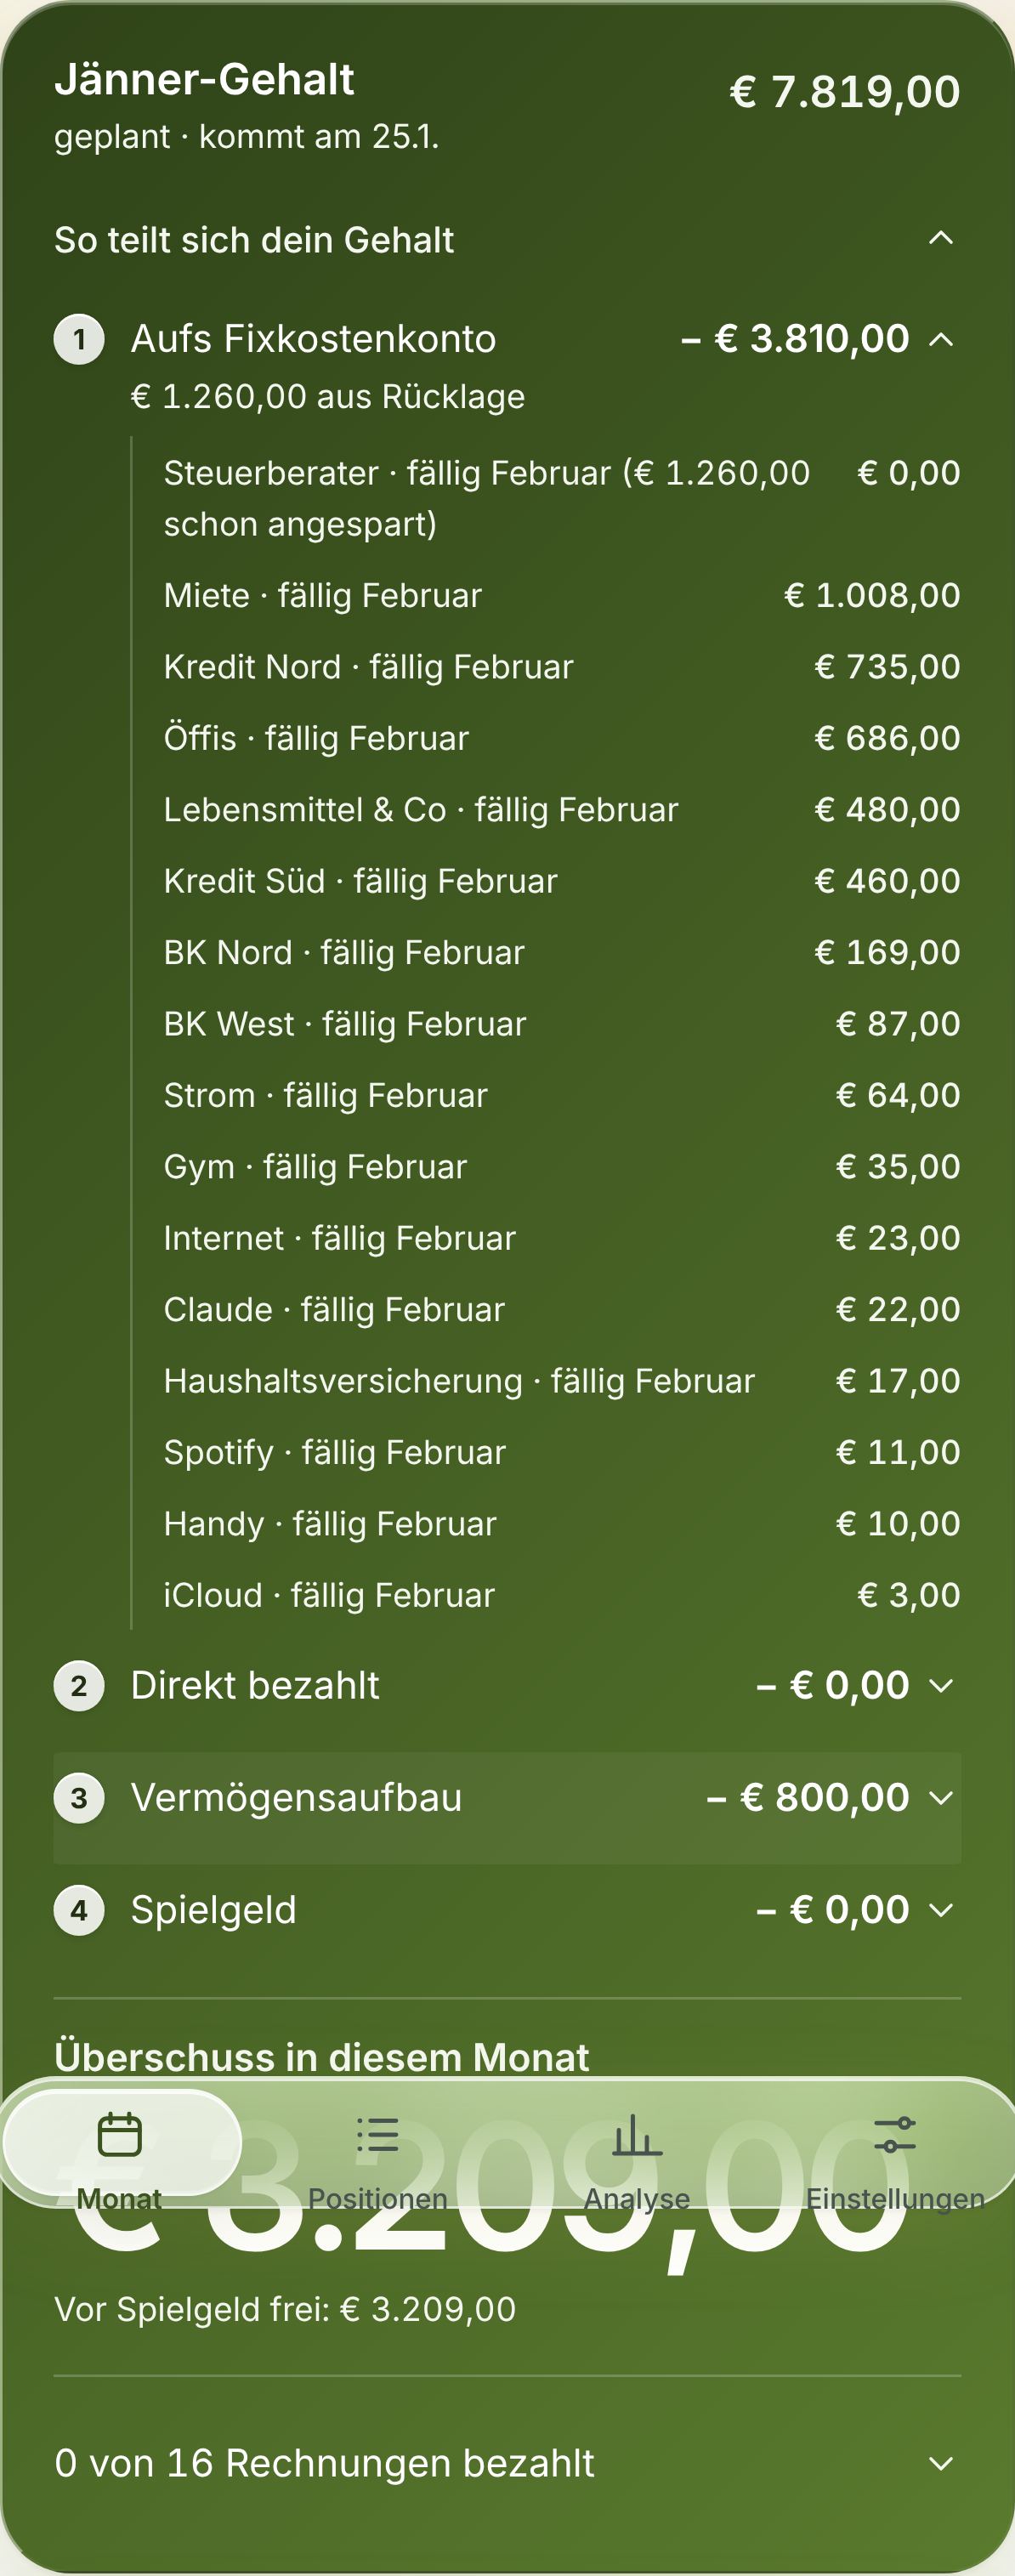 Jänner-Gehalt
€ 7.819,00
geplant · kommt am 25.1.
So teilt sich dein Gehalt
1 Aufs Fixkostenkonto – € 3.810,00
€ 1.260,00 aus Rücklage
Steuerberater · fällig Februar (€ 1.260,00 € 0,00
schon angespart)
Miete · fällig Februar € 1.008,00
Kredit Nord · fällig Februar € 735,00
Öffis · fällig Februar € 686,00
Lebensmittel & Co · fällig Februar € 480,00
Kredit Süd · fällig Februar € 460,00
BK Nord · fällig Februar € 169,00
BK West · fällig Februar € 87,00
Strom · fällig Februar € 64,00
Gym · fällig Februar € 35,00
Internet · fällig Februar € 23,00
Claude · fällig Februar € 22,00
Haushaltsversicherung · fällig Februar € 17,00
Spotify · fällig Februar € 11,00
Handy · fällig Februar € 10,00
iCloud · fällig Februar € 3,00
2 Direkt bezahlt – € 0,00
3 Vermögensaufbau – € 800,00
4 Spielgeld – € 0,00
Überschuss in diesem Monat
€ 3.209,00
Monat Positionen Analyse Einstellungen
Vor Spielgeld frei: € 3.209,00
0 von 16 Rechnungen bezahlt